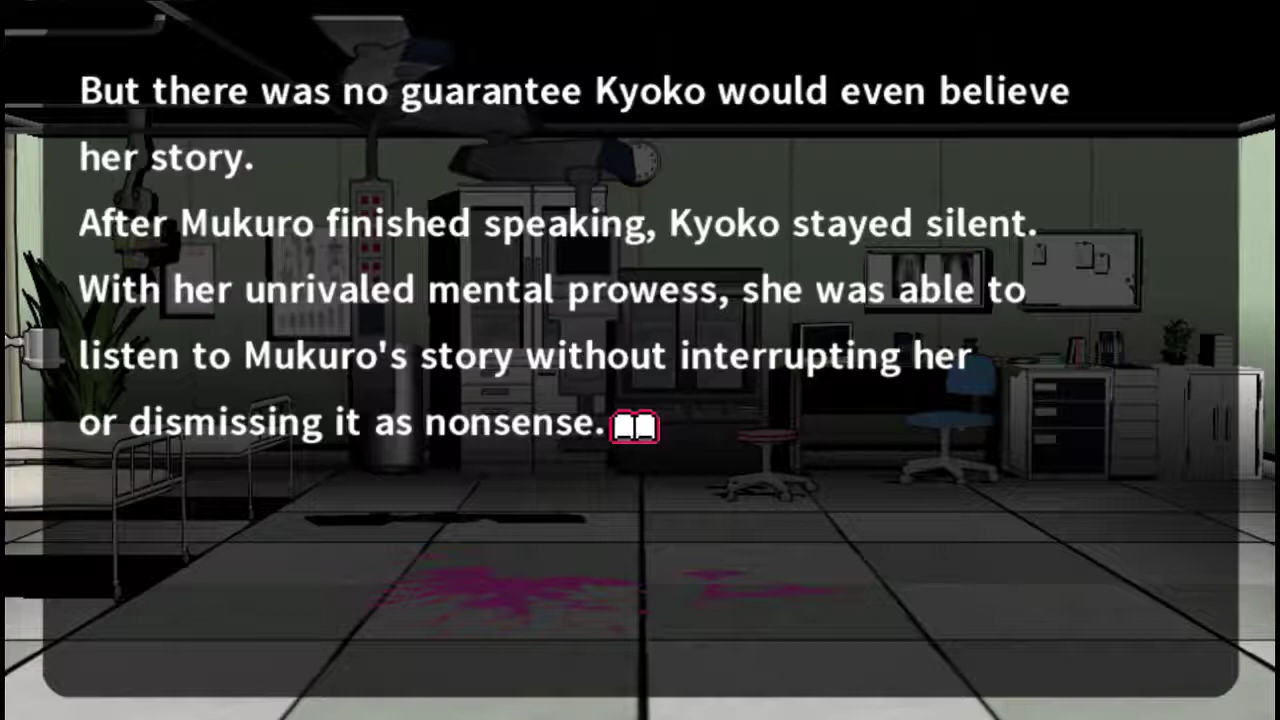 But there was no guarantee Kyoko would even believe
her story.
After Mukuro finished speaking, Kyoko stayed silent.
With her unrivaled mental prowess, she was able to
listen to Mukuro's story without interrupting her
or dismissing it as nonsense.